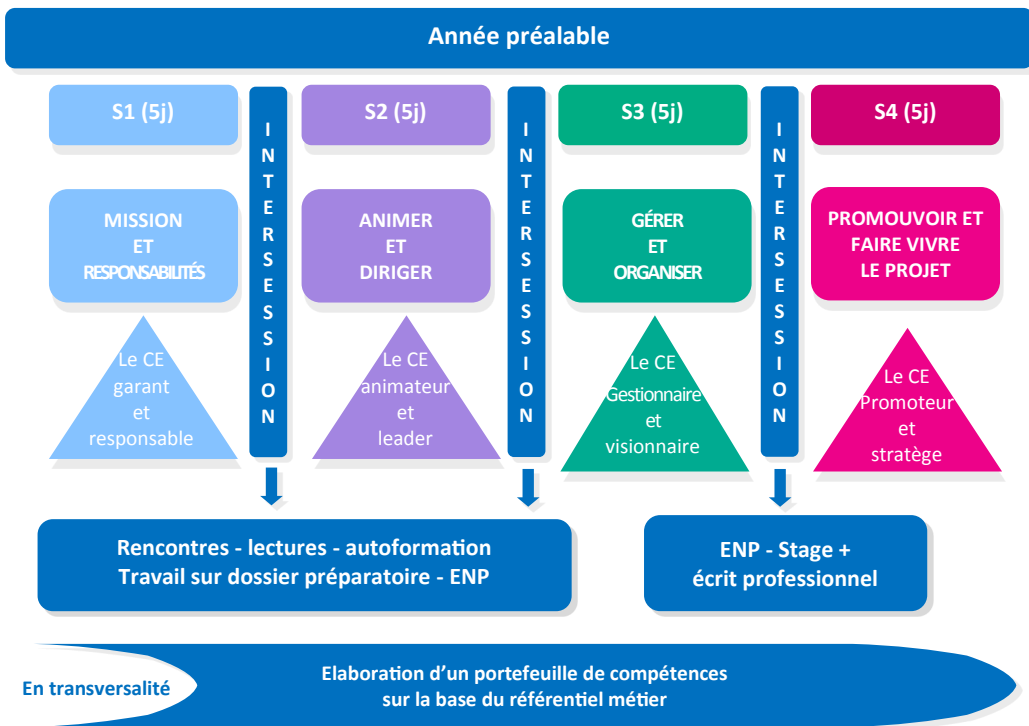 Année préalable
S1 (5j)
S2 (5j)
S3 (5j)
S4 (5j)
MISSION
ET
RESPONSABILITÉS
INTERSESSION
ANIMER
ET
DIRIGER
INTERSESSION
GÉRER
ET
ORGANISER
INTERSESSION
PROMOUVOIR ET
FAIRE VIVRE
LE PROJET
Le CE
garant
et
responsable
Le CE
animateur
et
leader
Le CE
Gestionnaire
et
visionnaire
Le CE
Promoteur
et
stratège
Rencontres - lectures - autoformation
Travail sur dossier préparatoire - ENP
ENP - Stage +
écrit professionnel
En transversalité
Elaboration d’un portefeuille de compétences
sur la base du référentiel métier